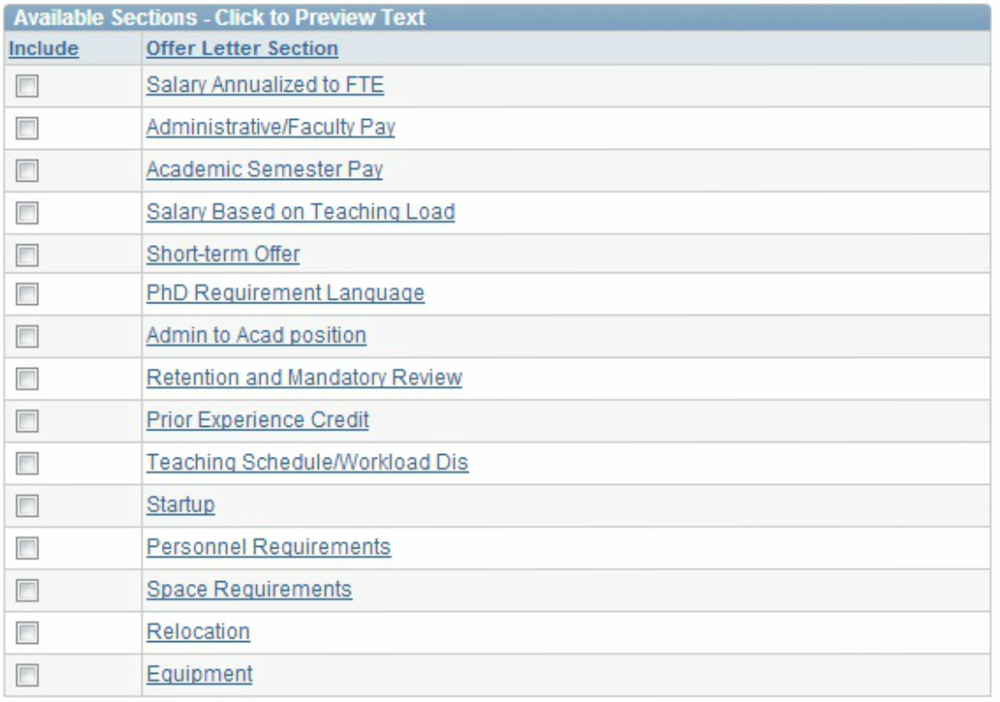 Available Sections - Click to Preview Text
Include Offer Letter Section
Salary Annualized to FTE
Administrative/Faculty Pay
Academic Semester Pay
Salary Based on Teaching Load
Short-term Offer
PhD Requirement Language
Admin to Acad position
Retention and Mandatory Review
Prior Experience Credit
Teaching Schedule/Workload Dis
Startup
Personnel Requirements
Space Requirements
Relocation
Equipment